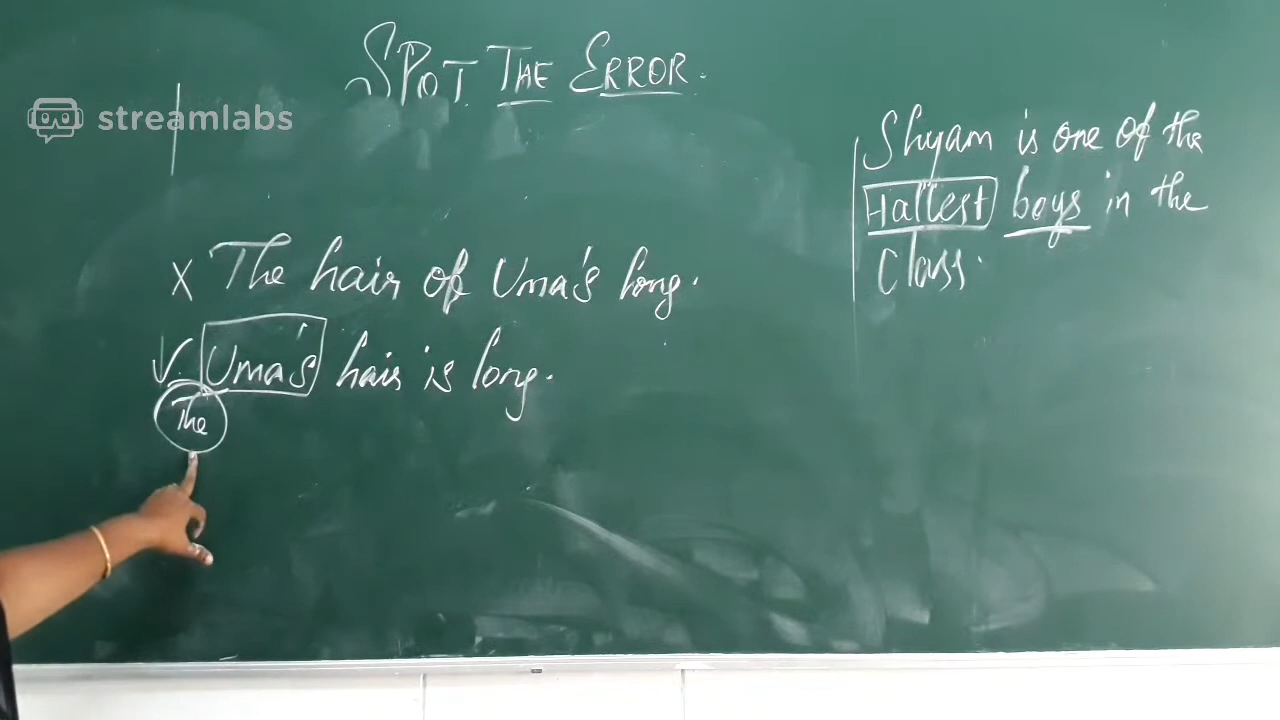 SPOT THE ERROR.
streamlabs
X The hair of Uma's long.
✓. Uma's hair is long.
The
Shyam is one of the
tallest boys in the
class.